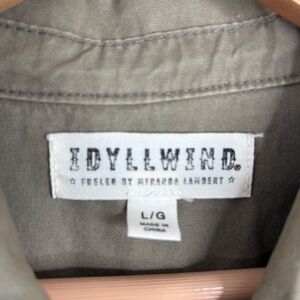 IDYLLWIND®
☆ FUELED BY MIRANDA LAMBERT ☆
L/G
MADE IN
CHINA